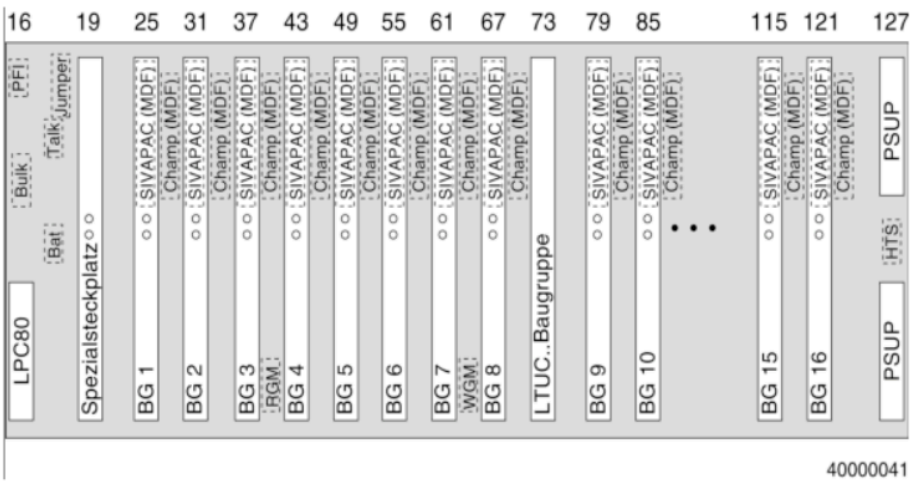 16 19 25 31 37 43 49 55 61 67 73 79 85 115 121 127
PFI
Bulk
LPC80
Talk
Jumper
Bat
Spezialsteckplatz
SIVAPAC (MDF)
BG 1
Champ (MDF)
SIVAPAC (MDF)
BG 2
Champ (MDF)
SIVAPAC (MDF)
BG 3
Champ (MDF)
RGM
SIVAPAC (MDF)
BG 4
Champ (MDF)
SIVAPAC (MDF)
BG 5
Champ (MDF)
SIVAPAC (MDF)
BG 6
Champ (MDF)
SIVAPAC (MDF)
BG 7
Champ (MDF)
WGM
SIVAPAC (MDF)
BG 8
Champ (MDF)
LTUC..Baugruppe
SIVAPAC (MDF)
BG 9
Champ (MDF)
SIVAPAC (MDF)
BG 10
Champ (MDF)
• • •
SIVAPAC (MDF)
BG 15
Champ (MDF)
SIVAPAC (MDF)
BG 16
Champ (MDF)
PSUP
HTS
PSUP
40000041